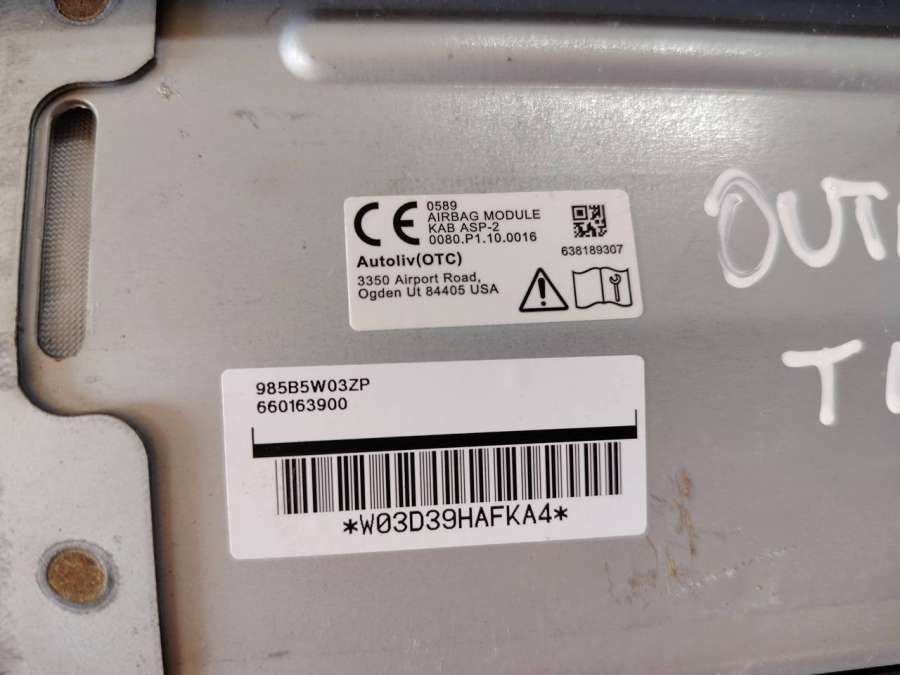 CE 0589
AIRBAG MODULE
KAB ASP-2
0080.P1.10.0016
638189307
Autoliv(OTC)
3350 Airport Road,
Ogden Ut 84405 USA
985B5W03ZP
660163900
*W03D39HAFKA4*